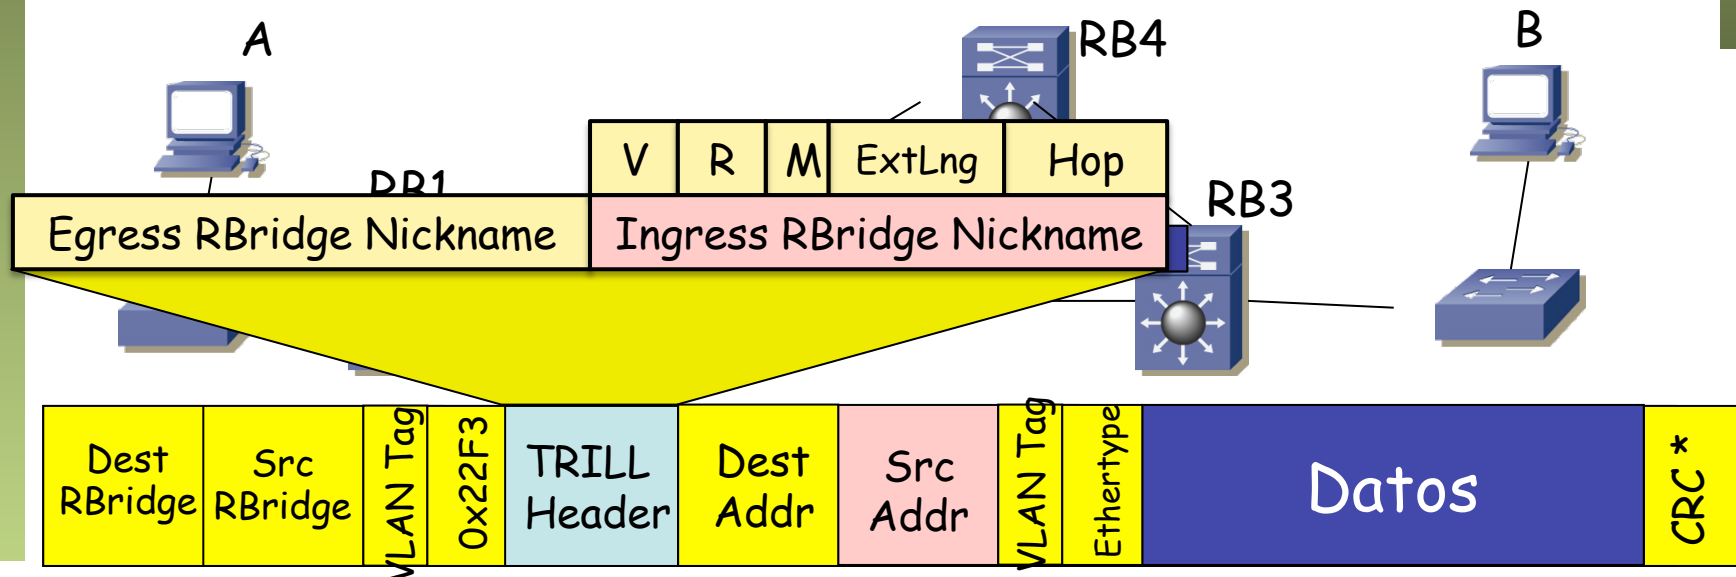 A
RB4
B
V R M ExtLng Hop
RB1
RB3
Egress RBridge Nickname Ingress RBridge Nickname
Dest
RBridge
Src
RBridge
VLAN Tag
0x22F3
TRILL
Header
Dest
Addr
Src
Addr
VLAN Tag
Ethertype
Datos
CRC *